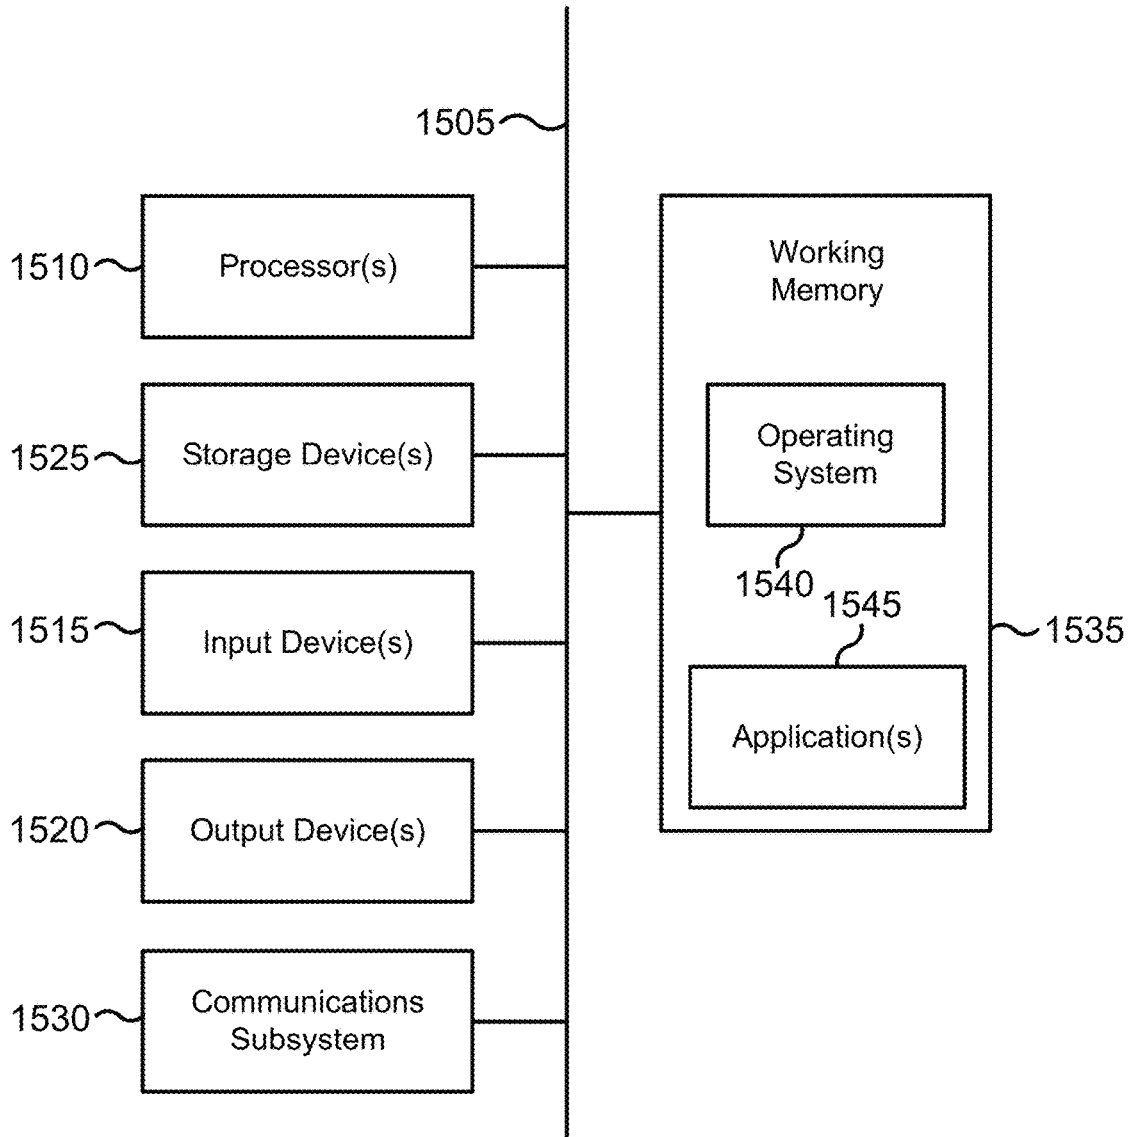 1505
1510
Processor(s)
Working
Memory
1525
Storage Device(s)
Operating
System
1540
1545
1515
Input Device(s)
1535
Application(s)
1520
Output Device(s)
1530
Communications
Subsystem